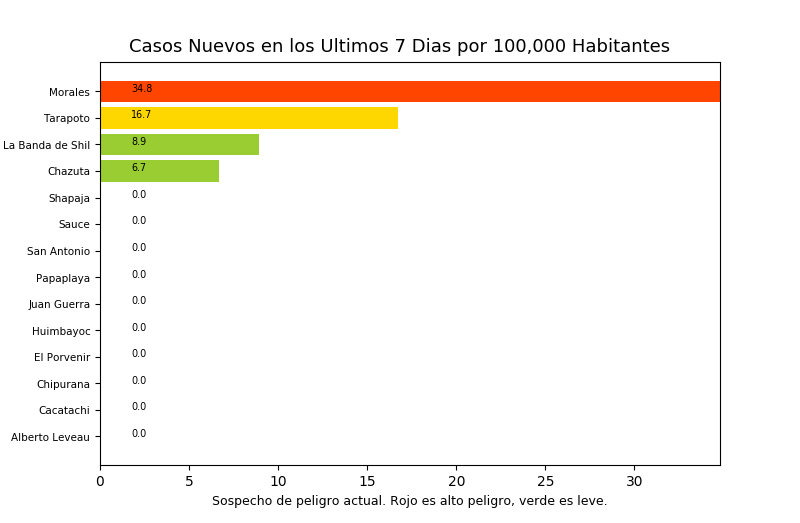 Casos Nuevos en los Ultimos 7 Dias por 100,000 Habitantes
Morales 34.8
Tarapoto 16.7
La Banda de Shil 8.9
Chazuta 6.7
Shapaja 0.0
Sauce 0.0
San Antonio 0.0
Papaplaya 0.0
Juan Guerra 0.0
Huimbayoc 0.0
El Porvenir 0.0
Chipurana 0.0
Cacatachi 0.0
Alberto Leveau 0.0
0 5 10 15 20 25 30
Sospecho de peligro actual. Rojo es alto peligro, verde es leve.